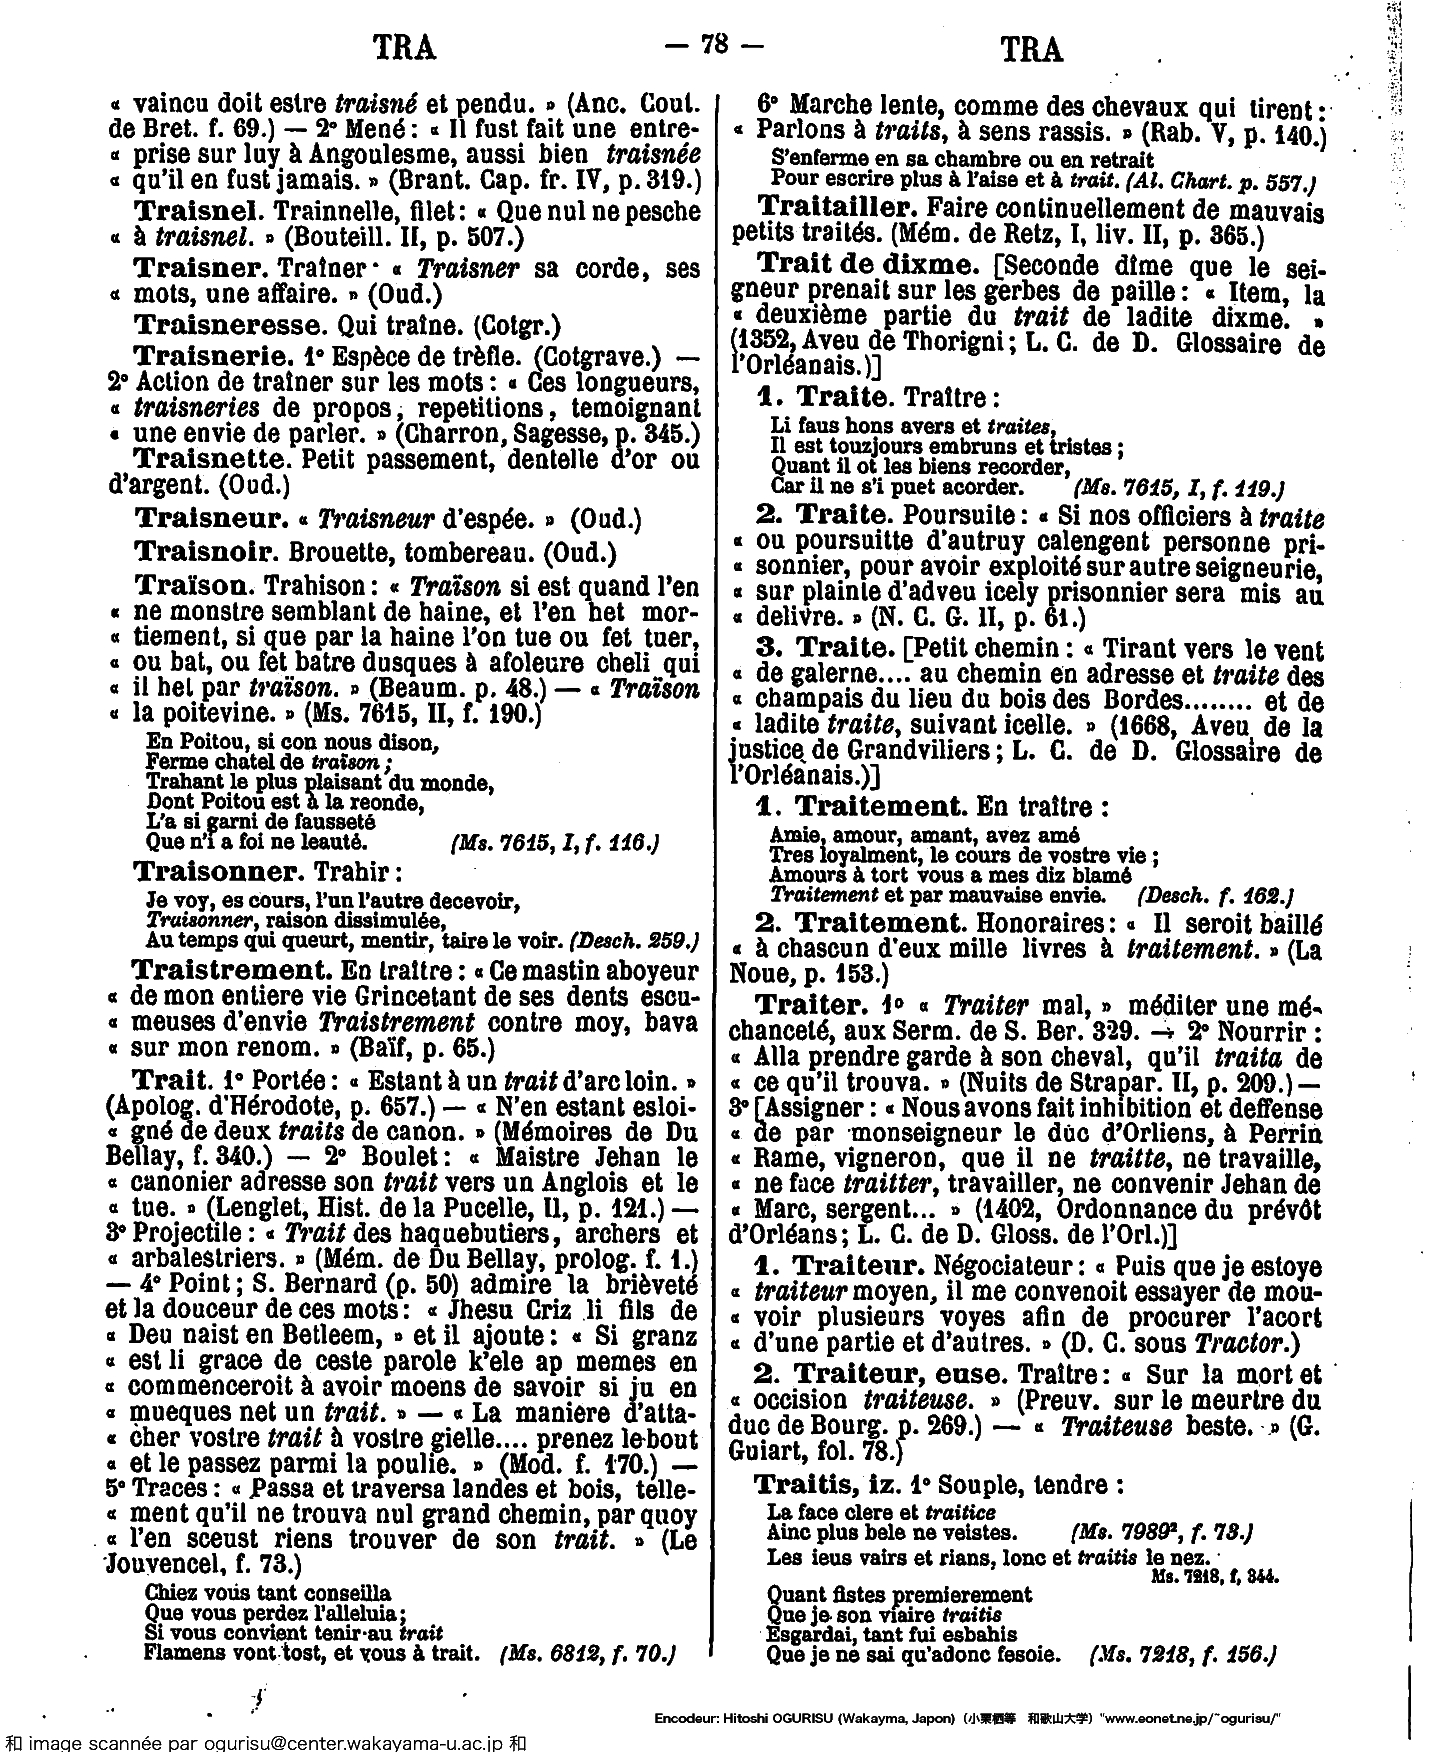 TRA
— 78 —
TRA
« vaincu doit estre traisné et pendu. » (Anc. Cout.
de Bret. f. 69.) — 2° Mené : « Il fust fait une entre-
« prise sur luy à Angoulesme, aussi bien traisnée
« qu'il en fust jamais. » (Brant. Cap. fr. IV, p. 319.)
Traisnel. Trainnelle, filet : « Que nul ne pesche
« à traisnel. » (Bouteill. II, p. 507.)
Traisner. Traîner · « Traisner sa corde, ses
« mots, une affaire. » (Oud.)
Traisneresse. Qui traîne. (Cotgr.)
Traisnerie. 1° Espèce de trèfle. (Cotgrave.) —
2° Action de traîner sur les mots : « Ces longueurs,
« traisneries de propos, repetitions, temoignant
« une envie de parler. » (Charron, Sagesse, p. 345.)
Traisnette. Petit passement, dentelle d'or ou
d'argent. (Oud.)
Traisneur. « Traisneur d'espée. » (Oud.)
Traisnoir. Brouette, tombereau. (Oud.)
Traïson. Trahison : « Traïson si est quand l'en
« ne monstre semblant de haine, et l'en het mor-
« tiement, si que par la haine l'on tue ou fet tuer,
« ou bat, ou fet batre dusques à afoleure cheli qui
« il het par traïson. » (Beaum. p. 48.) — « Traïson
« la poitevine. » (Ms. 7615, II, f. 190.)
En Poitou, si con nous dison,
Ferme chatel de traïson ;
Trahant le plus plaisant du monde,
Dont Poitou est à la reonde,
L'a si garni de fausseté
Que n'i a foi ne leauté. (Ms. 7615, I, f. 116.)
Traisonner. Trahir :
Je voy, es cours, l'un l'autre decevoir,
Traisonner, raison dissimulée,
Au temps qui queurt, mentir, taire le voir. (Desch. 259.)
Traistrement. En traître : « Ce mastin aboyeur
« de mon entiere vie Grincetant de ses dents escu-
« meuses d'envie Traistrement contre moy, bava
« sur mon renom. » (Baïf, p. 65.)
Trait. 1° Portée : « Estant à un trait d'arc loin. »
(Apolog. d'Hérodote, p. 657.) — « N'en estant esloi-
« gné de deux traits de canon. » (Mémoires de Du
Bellay, f. 340.) — 2° Boulet : « Maistre Jehan le
« canonier adresse son trait vers un Anglois et le
« tue. » (Lenglet, Hist. de la Pucelle, II, p. 121.) —
3° Projectile : « Trait des haquebutiers, archers et
« arbalestriers. » (Mém. de Du Bellay, prolog. f. 1.)
— 4° Point ; S. Bernard (p. 50) admire la brièveté
et la douceur de ces mots : « Jhesu Criz li fils de
« Deu naist en Betleem, » et il ajoute : « Si granz
« est li grace de ceste parole k'ele ap memes en
« commenceroit à avoir moens de savoir si ju en
« mueques net un trait. » — « La maniere d'atta-
« cher vostre trait à vostre gielle.... prenez le bout
« et le passez parmi la poulie. » (Mod. f. 170.) —
5° Traces : « Passa et traversa landes et bois, telle-
« ment qu'il ne trouva nul grand chemin, par quoy
« l'en sceust riens trouver de son trait. » (Le
Jouvencel, f. 73.)
Chiez vous tant conseilla
Que vous perdez l'alleluia ;
Si vous convient tenir au trait
Flamens vont tost, et vous à trait. (Ms. 6812, f. 70.)
6° Marche lente, comme des chevaux qui tirent :
« Parlons à traits, à sens rassis. » (Rab. V, p. 140.)
S'enferme en sa chambre ou en retrait
Pour escrire plus à l'aise et à trait. (Al. Chart. p. 557.)
Traitailler. Faire continuellement de mauvais
petits traités. (Mém. de Retz, I, liv. II, p. 365.)
Trait de dixme. [Seconde dîme que le sei-
gneur prenait sur les gerbes de paille : « Item, la
« deuxième partie du trait de ladite dixme. »
(1352, Aveu de Thorigni ; L. C. de D. Glossaire de
l'Orléanais.)]
1. Traite. Traître :
Li faus hons avers et traites,
Il est touzjours embruns et tristes ;
Quant il ot les biens recorder,
Car il ne s'i puet acorder. (Ms. 7615, I, f. 119.)
2. Traite. Poursuite : « Si nos officiers à traite
« ou poursuitte d'autruy calengent personne pri-
« sonnier, pour avoir exploité sur autre seigneurie,
« sur plainte d'adveu icely prisonnier sera mis au
« delivre. » (N. C. G. II, p. 61.)
3. Traite. [Petit chemin : « Tirant vers le vent
« de galerne.... au chemin en adresse et traite des
« champais du lieu du bois des Bordes........ et de
« ladite traite, suivant icelle. » (1668, Aveu de la
justice de Grandviliers ; L. C. de D. Glossaire de
l'Orléanais.)]
1. Traitement. En traître :
Amie, amour, amant, avez amé
Tres loyalment, le cours de vostre vie ;
Amours à tort vous a mes diz blamé
Traitement et par mauvaise envie. (Desch. f. 162.)
2. Traitement. Honoraires : « Il seroit baillé
« à chascun d'eux mille livres à traitement. » (La
Noue, p. 153.)
Traiter. 1° « Traiter mal, » méditer une mé-
chanceté, aux Serm. de S. Ber. 329. — 2° Nourrir :
« Alla prendre garde à son cheval, qu'il traita de
« ce qu'il trouva. » (Nuits de Strapar. II, p. 209.) —
3° [Assigner : « Nous avons fait inhibition et deffense
« de par monseigneur le duc d'Orliens, à Perrin
« Rame, vigneron, que il ne traitte, ne travaille,
« ne face traitter, travailler, ne convenir Jehan de
« Marc, sergent... » (1402, Ordonnance du prévôt
d'Orléans ; L. C. de D. Gloss. de l'Orl.)]
1. Traiteur. Négociateur : « Puis que je estoye
« traiteur moyen, il me convenoit essayer de mou-
« voir plusieurs voyes afin de procurer l'acort
« d'une partie et d'autres. » (D. C. sous Tractor.)
2. Traiteur, euse. Traître : « Sur la mort et
« occision traiteuse. » (Preuv. sur le meurtre du
duc de Bourg. p. 269.) — « Traiteuse beste. » (G.
Guiart, fol. 78.)
Traitis, iz. 1° Souple, tendre :
La face clere et traitice
Ainc plus bele ne veistes. (Ms. 7989², f. 73.)
Les ieus vairs et rians, lonc et traitis le nez.
Ms. 7218, f, 344.
Quant fistes premierement
Que je son viaire traitis
Esgardai, tant fui esbahis
Que je ne sai qu'adonc fesoie. (Ms. 7218, f. 156.)
Encodeur: Hitoshi OGURISU (Wakayma, Japon) (小栗栖等 和歌山大学) "www.eonet.ne.jp/~ogurisu/"
和 image scannée par ogurisu@center.wakayama-u.ac.jp 和